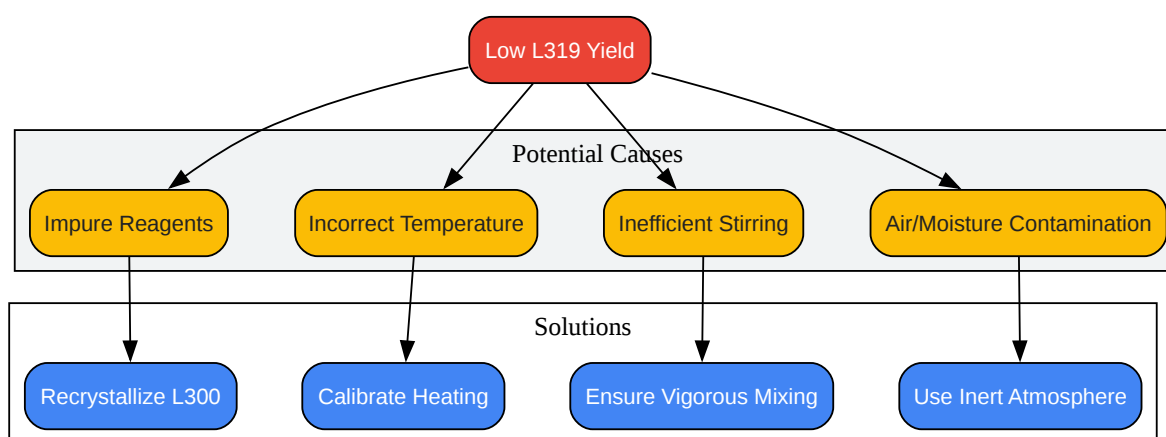 Low L319 Yield
Potential Causes
Impure Reagents
Incorrect Temperature
Inefficient Stirring
Air/Moisture Contamination
Solutions
Recrystallize L300
Calibrate Heating
Ensure Vigorous Mixing
Use Inert Atmosphere